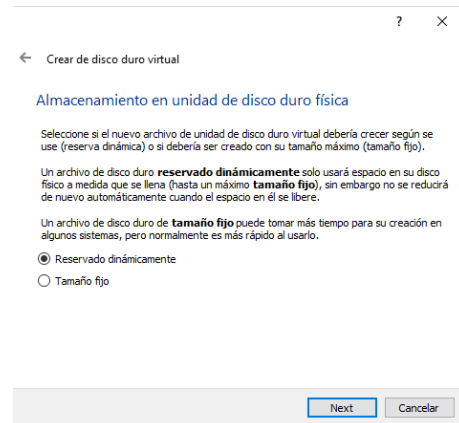 ?
Crear de disco duro virtual
Almacenamiento en unidad de disco duro física
Seleccione si el nuevo archivo de unidad de disco duro virtual debería crecer según se
use (reserva dinámica) o si debería ser creado con su tamaño máximo (tamaño fijo).
Un archivo de disco duro reservado dinámicamente solo usará espacio en su disco
físico a medida que se llena (hasta un máximo tamaño fijo), sin embargo no se reducirá
de nuevo automáticamente cuando el espacio en él se libere.
Un archivo de disco duro de tamaño fijo puede tomar más tiempo para su creación en
algunos sistemas, pero normalmente es más rápido al usarlo.
Reservado dinámicamente
Tamaño fijo
Next Cancelar